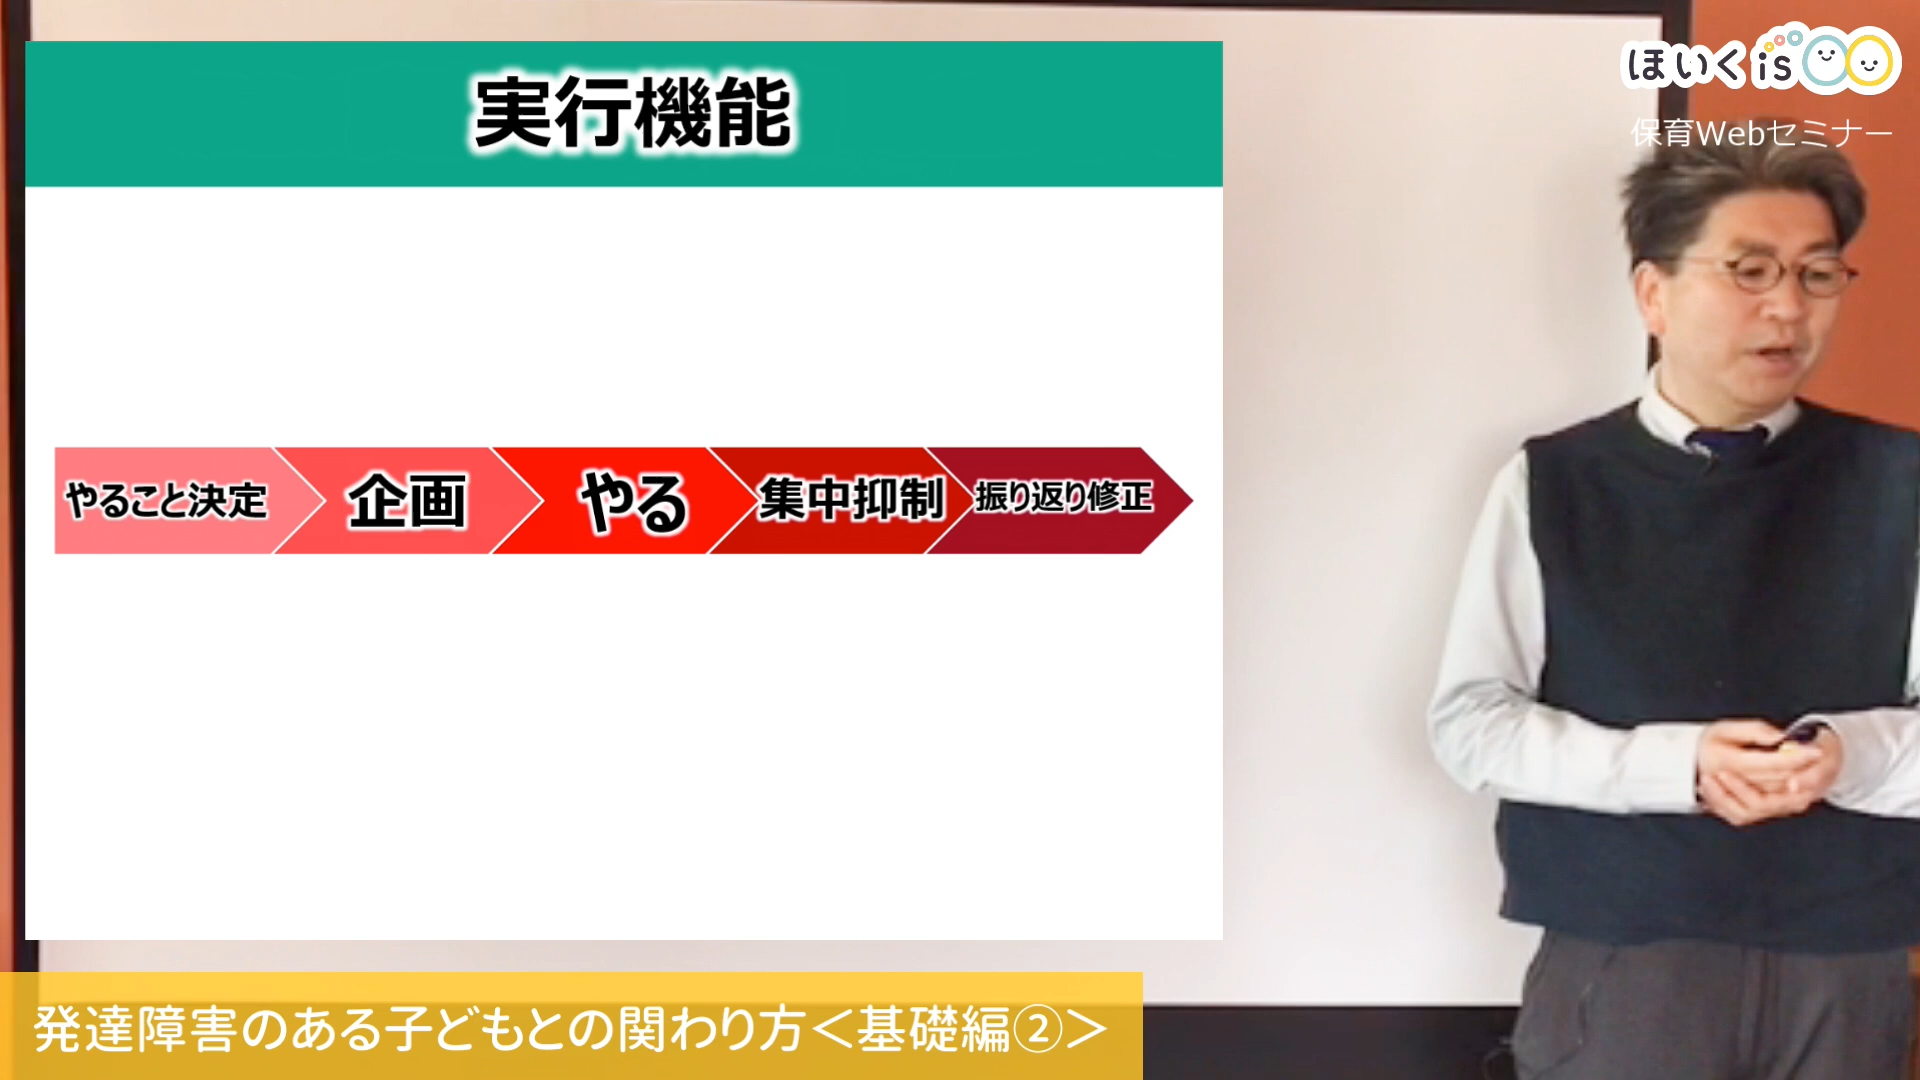 実行機能
ほいくis
保育Webセミナー
やること決定
企画
やる
集中抑制
振り返り修正
発達障害のある子どもとの関わり方＜基礎編②＞